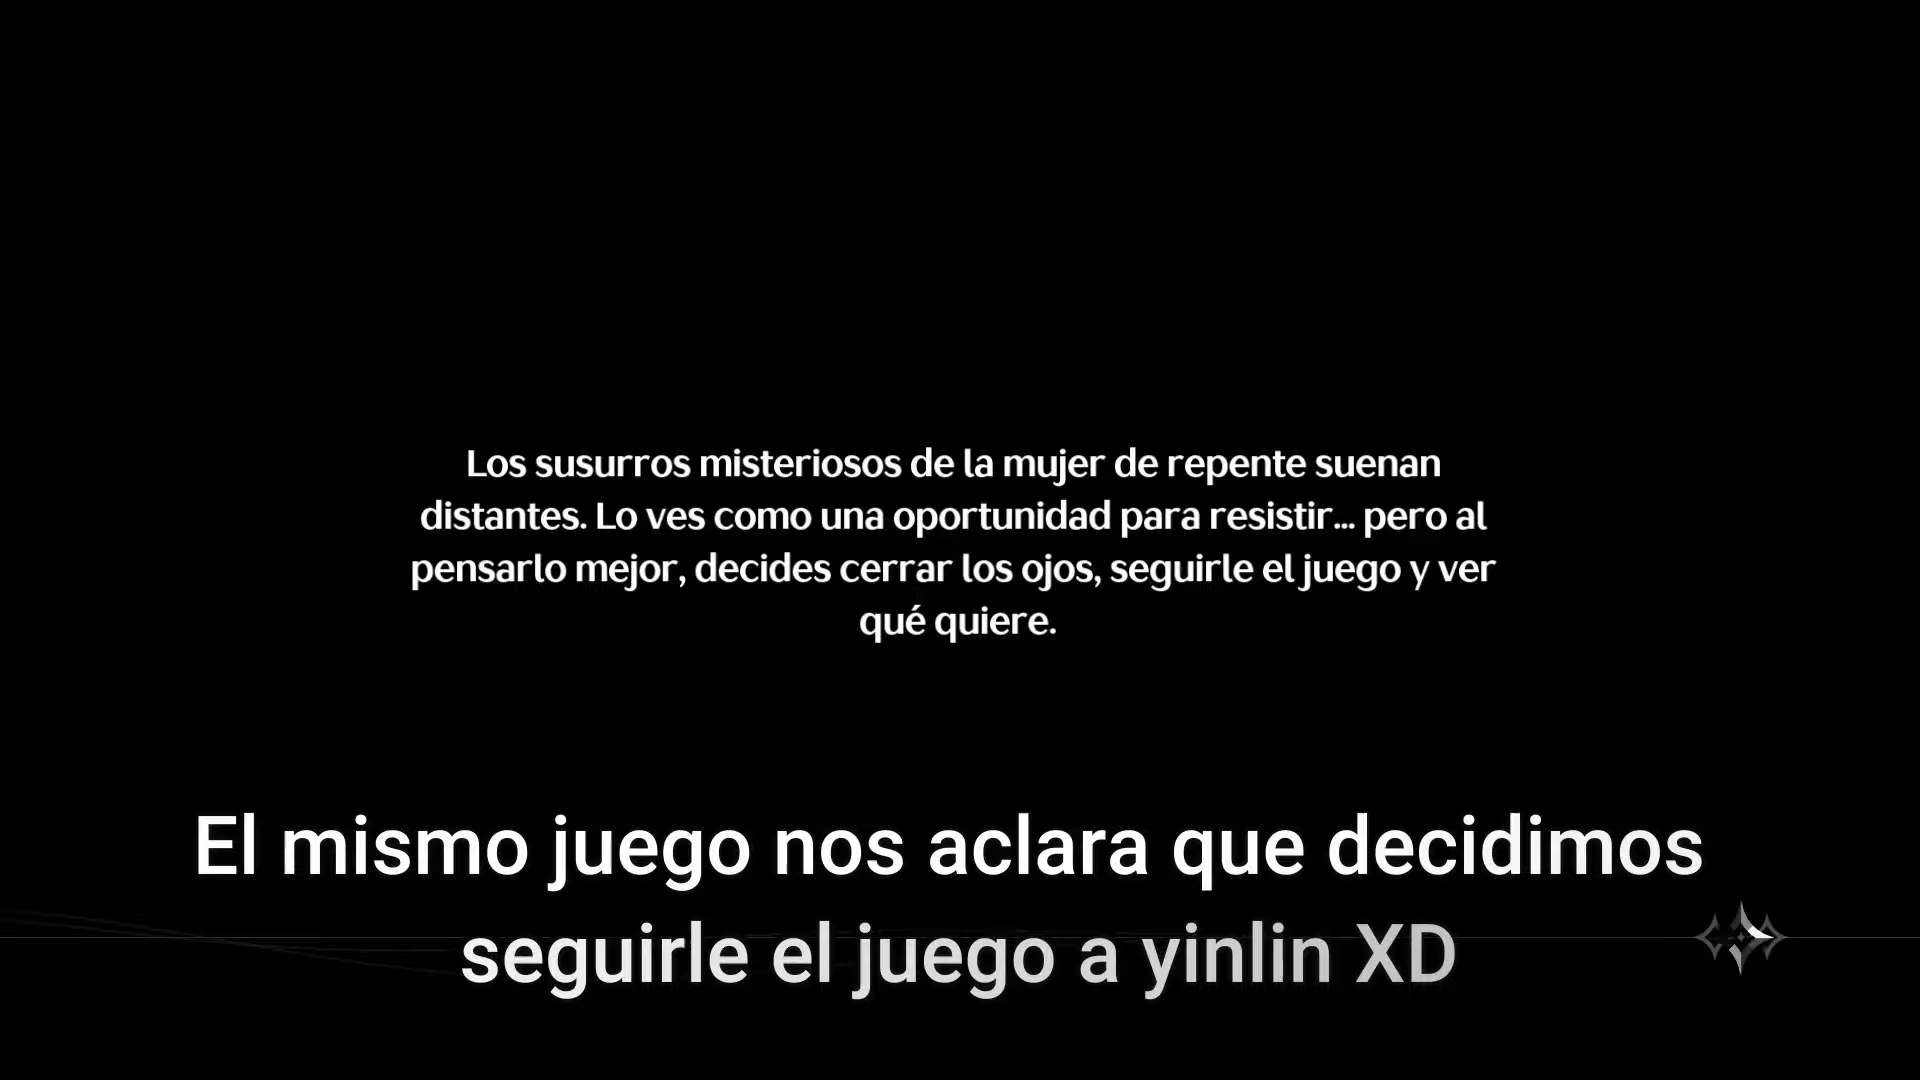 Los susurros misteriosos de la mujer de repente suenan
distantes. Lo ves como una oportunidad para resistir... pero al
pensarlo mejor, decides cerrar los ojos, seguirle el juego y ver
qué quiere.
El mismo juego nos aclara que decidimos
seguirle el juego a yinlin XD